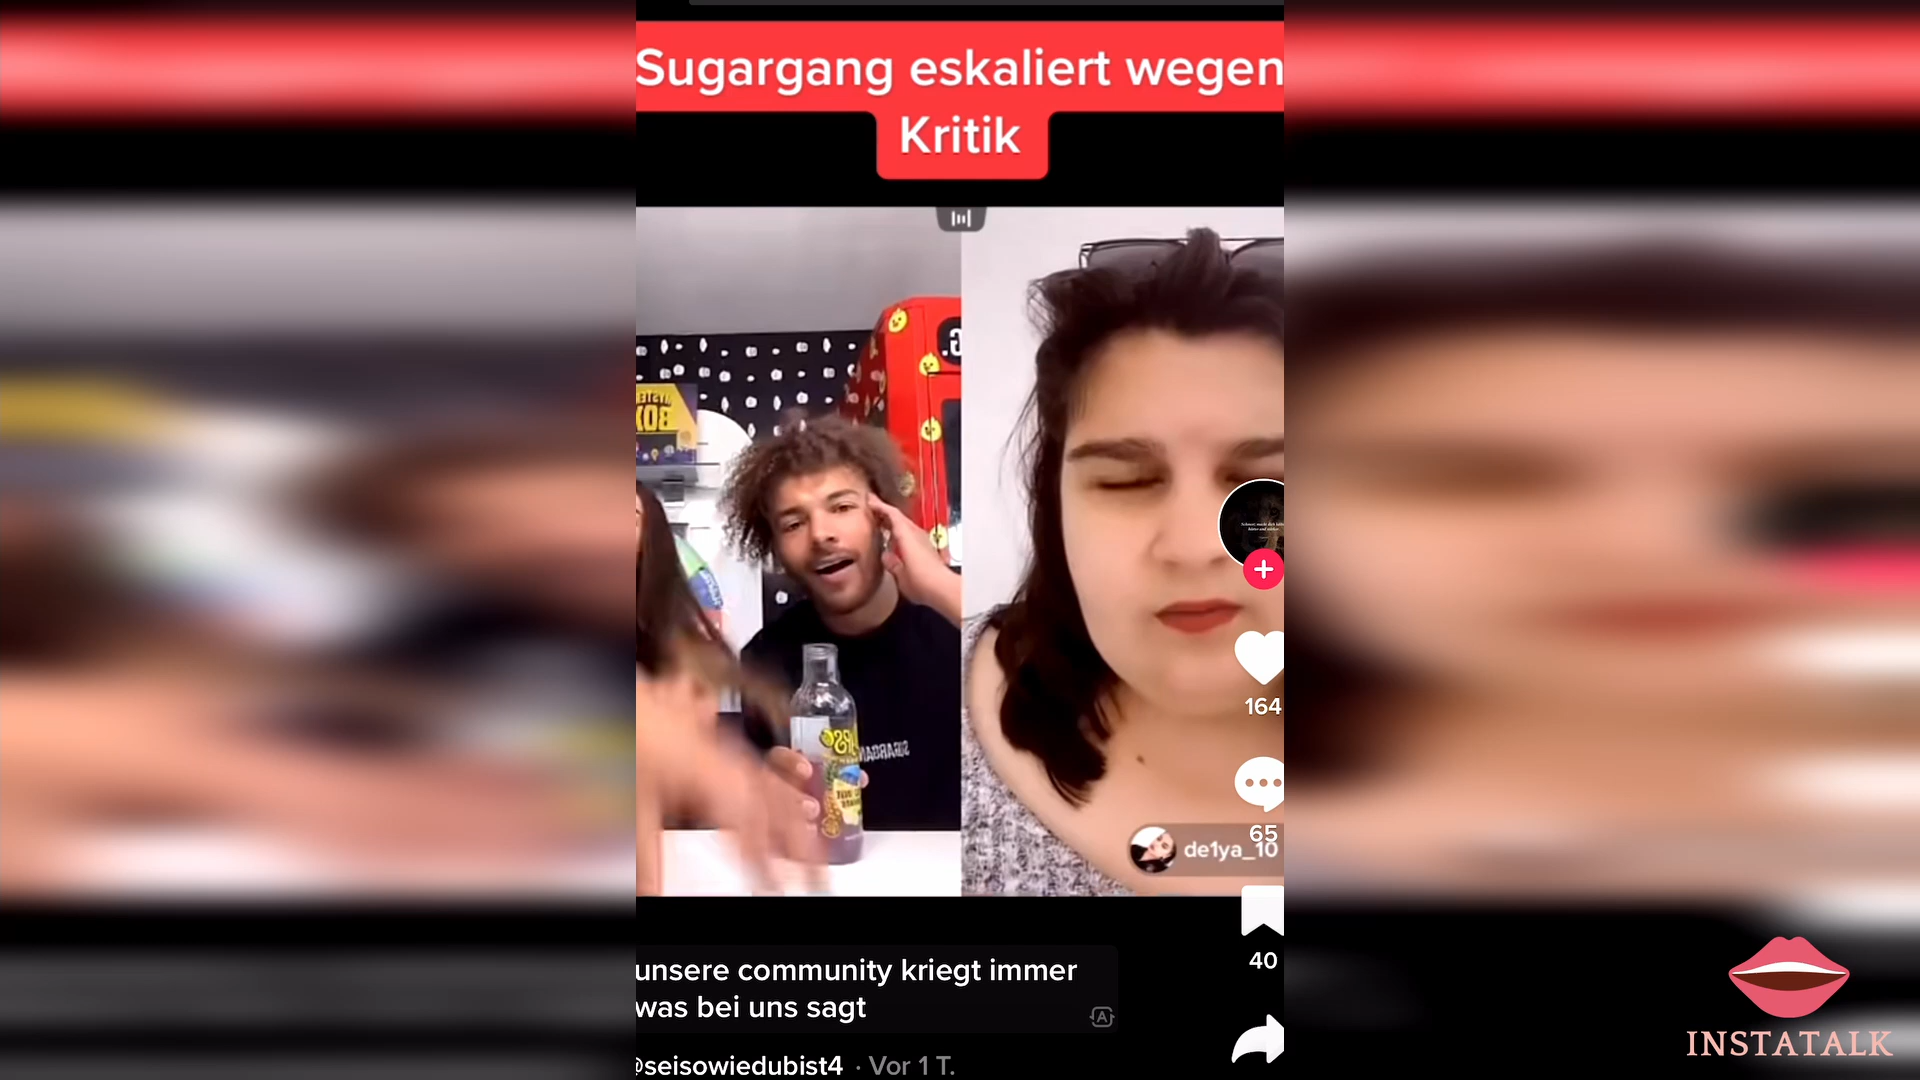 Sugargang eskaliert wegen
Kritik
BOX
164
65
de1ya_10
40
unsere community kriegt immer
was bei uns sagt
@seisowiedubist4 · Vor 1 T.
INSTATALK